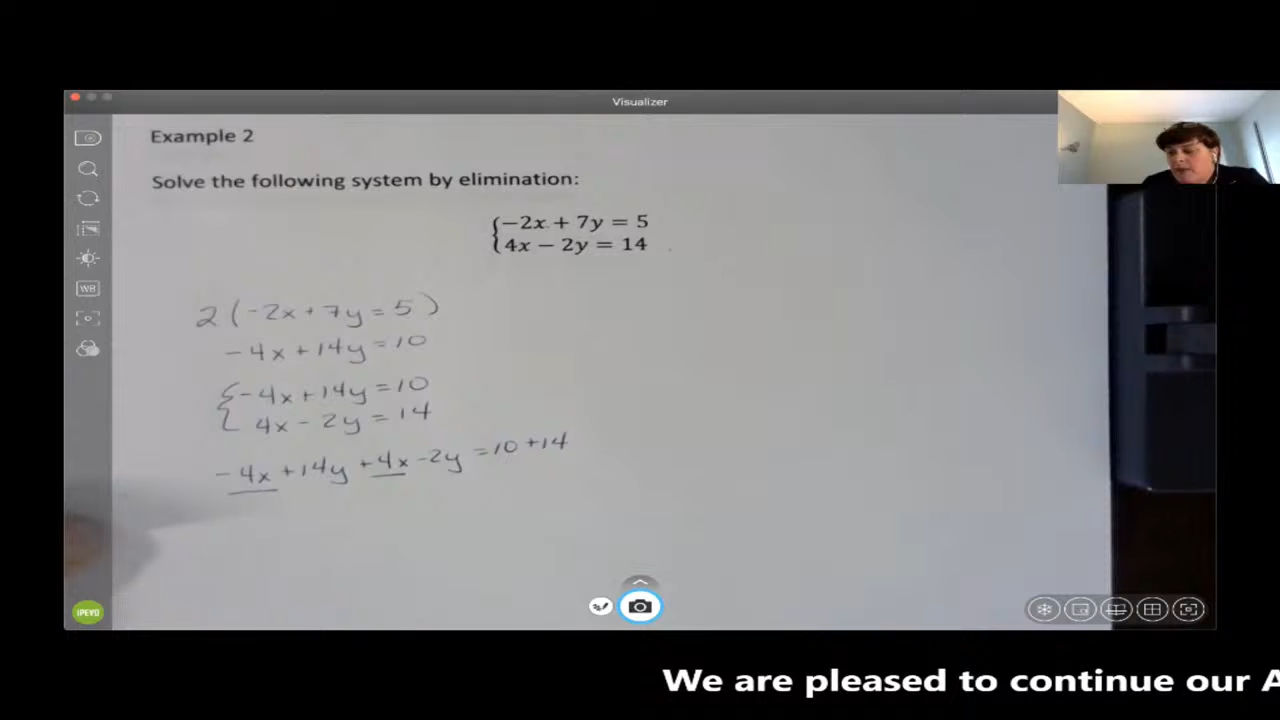 Visualizer
Example 2
Solve the following system by elimination:
{−2x + 7y = 5
4x − 2y = 14
2 ( -2x + 7y = 5 )
-4x + 14y = 10
{ -4x + 14y = 10
4x - 2y = 14
-4x + 14y + 4x - 2y = 10 + 14
WB
IPEVO
We are pleased to continue our A